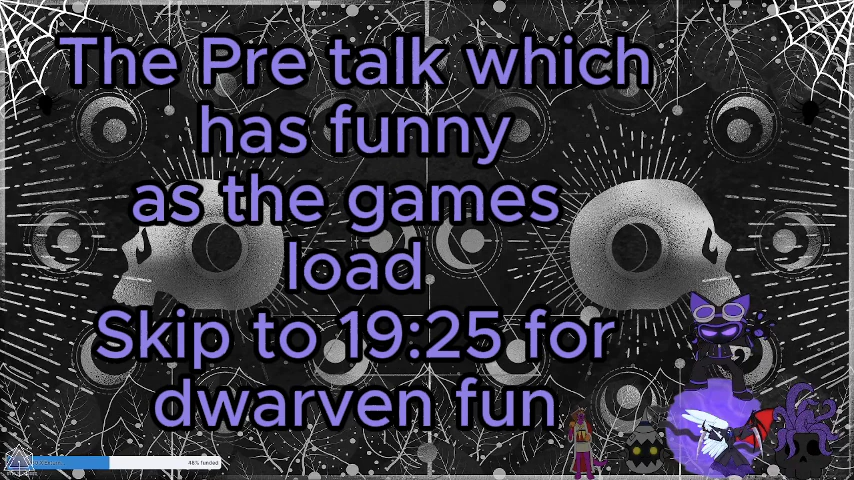 The Pre talk which
has funny
as the games
load
Skip to 19:25 for
dwarven fun
46% funded